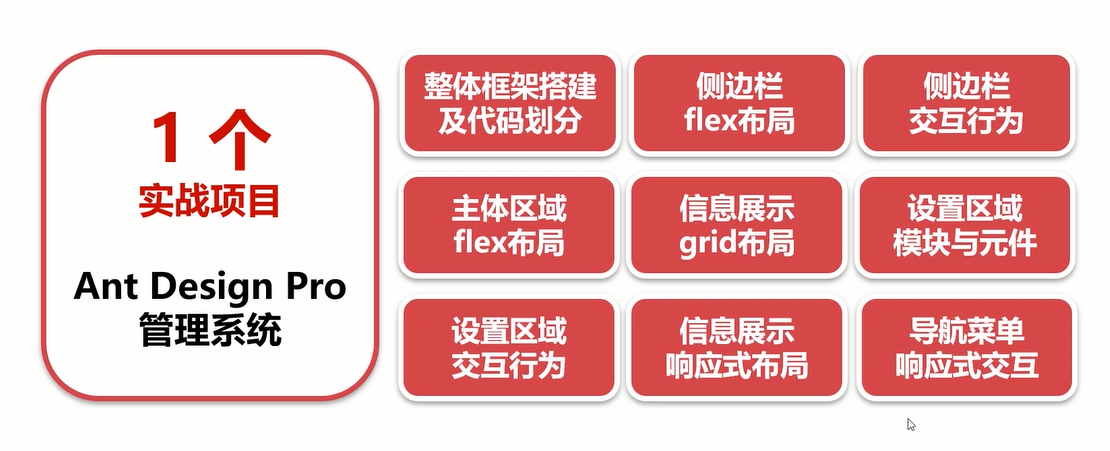 1 个
实战项目
Ant Design Pro
管理系统
整体框架搭建
及代码划分
侧边栏
flex布局
侧边栏
交互行为
主体区域
flex布局
信息展示
grid布局
设置区域
模块与元件
设置区域
交互行为
信息展示
响应式布局
导航菜单
响应式交互